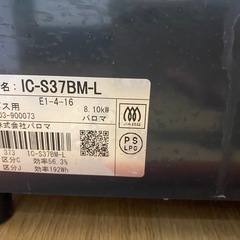 名：IC-S37BM-L
ス用 E1-4-16 8.10kW
03-900073 パロマ
株式会社パロマ
373 IC-S37BM-L
区分C 効率56.3%
区分J 効率192Wh
PS
LPG